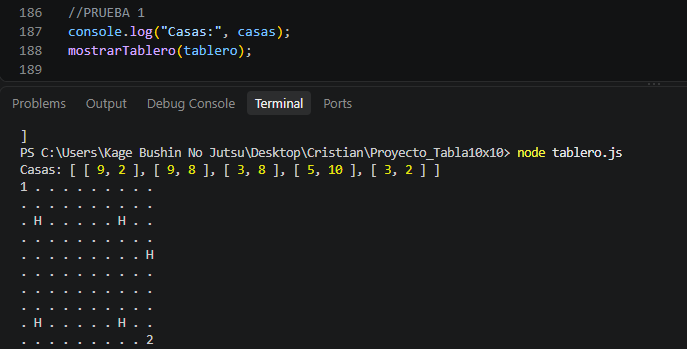 186 //PRUEBA 1
187 console.log("Casas:", casas);
188 mostrarTablero(tablero);
189
Problems Output Debug Console Terminal Ports
]
PS C:\Users\Kage Bushin No Jutsu\Desktop\Cristian\Proyecto_Tabla10x10> node tablero.js
Casas: [ [ 9, 2 ], [ 9, 8 ], [ 3, 8 ], [ 5, 10 ], [ 3, 2 ] ]
1 . . . . . . . . .
. . . . . . . . . .
. H . . . . . H . .
. . . . . . . . . .
. . . . . . . . . H
. . . . . . . . . .
. . . . . . . . . .
. . . . . . . . . .
. H . . . . . H . .
. . . . . . . . . 2